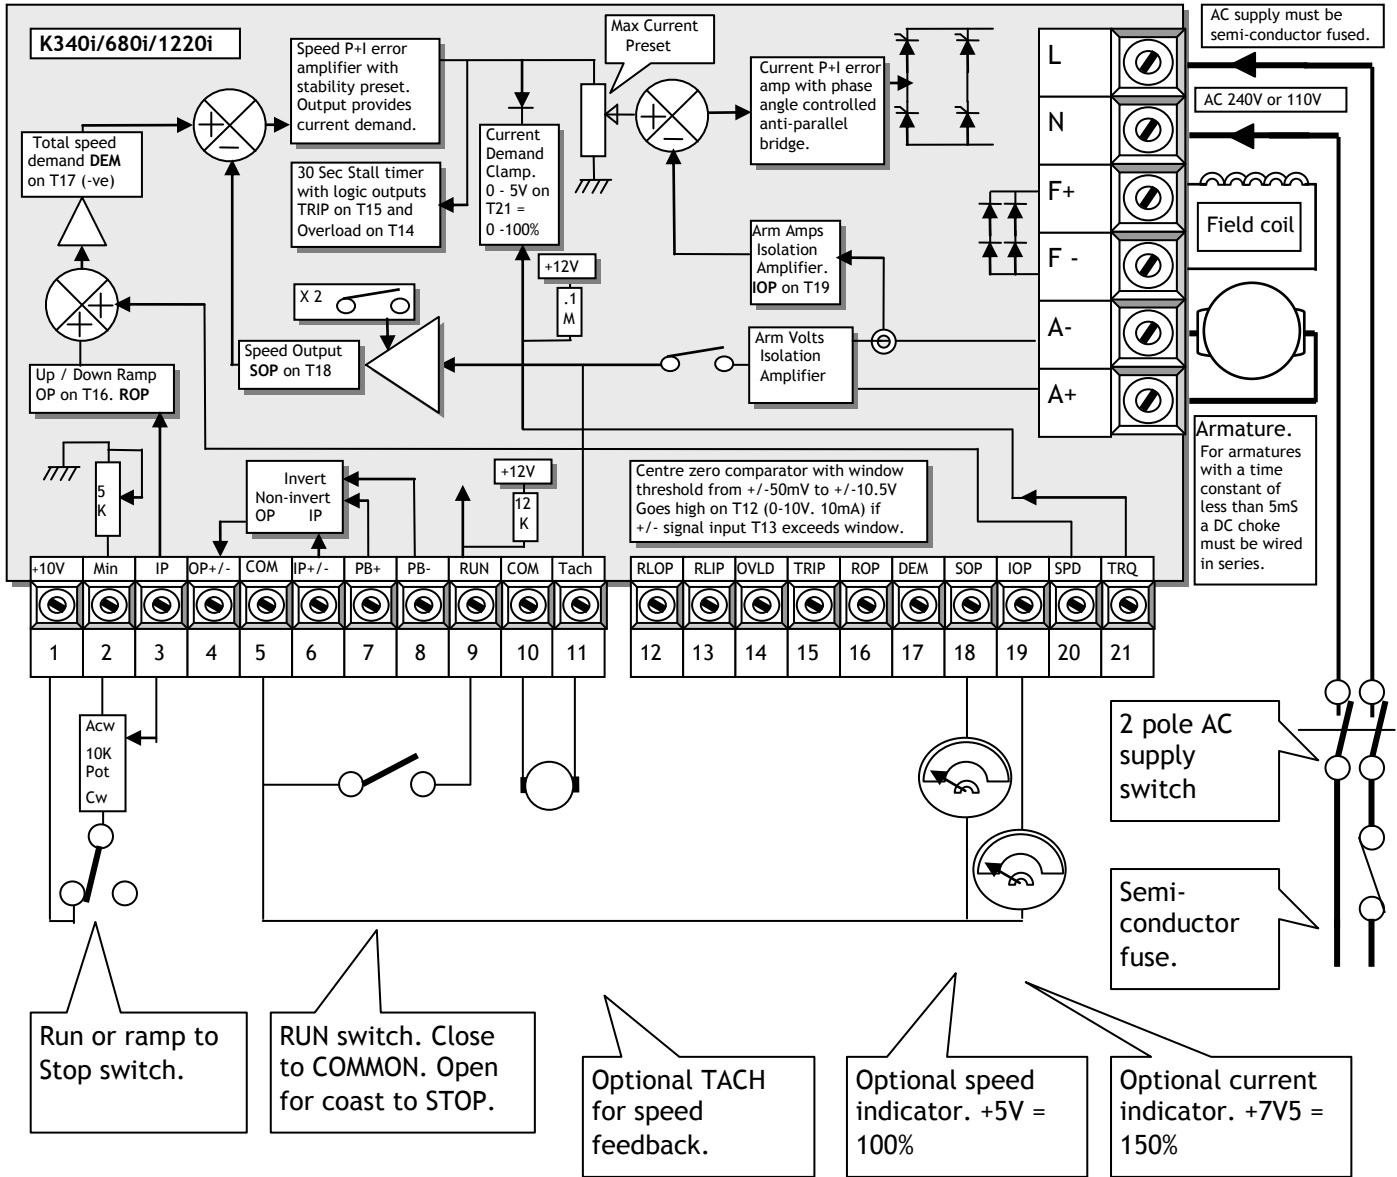 K340i/680i/1220i
Speed P+I error
amplifier with
stability preset.
Output provides
current demand.
Max Current
Preset
Current P+I error
amp with phase
angle controlled
anti-parallel
bridge.
AC supply must be
semi-conductor fused.
L
AC 240V or 110V
N
Total speed
demand DEM
on T17 (-ve)
30 Sec Stall timer
with logic outputs
TRIP on T15 and
Overload on T14
Current
Demand
Clamp.
0 - 5V on
T21 =
0 -100%
F+
Field coil
F -
Arm Amps
Isolation
Amplifier.
IOP on T19
+12V
.1
M
X 2
A-
Arm Volts
Isolation
Amplifier
Speed Output
SOP on T18
Up / Down Ramp
OP on T16. ROP
A+
Armature.
For armatures
with a time
constant of
less than 5mS
a DC choke
must be wired
in series.
5
K
Invert
Non-invert
OP IP
+12V
12
K
Centre zero comparator with window
threshold from +/-50mV to +/-10.5V
Goes high on T12 (0-10V. 10mA) if
+/- signal input T13 exceeds window.
+10V Min IP OP+/- COM IP+/- PB+ PB- RUN COM Tach RLOP RLIP OVLD TRIP ROP DEM SOP IOP SPD TRQ
1 2 3 4 5 6 7 8 9 10 11 12 13 14 15 16 17 18 19 20 21
Acw
10K
Pot
Cw
2 pole AC
supply
switch
Semi-
conductor
fuse.
Run or ramp to
Stop switch.
RUN switch. Close
to COMMON. Open
for coast to STOP.
Optional TACH
for speed
feedback.
Optional speed
indicator. +5V =
100%
Optional current
indicator. +7V5 =
150%